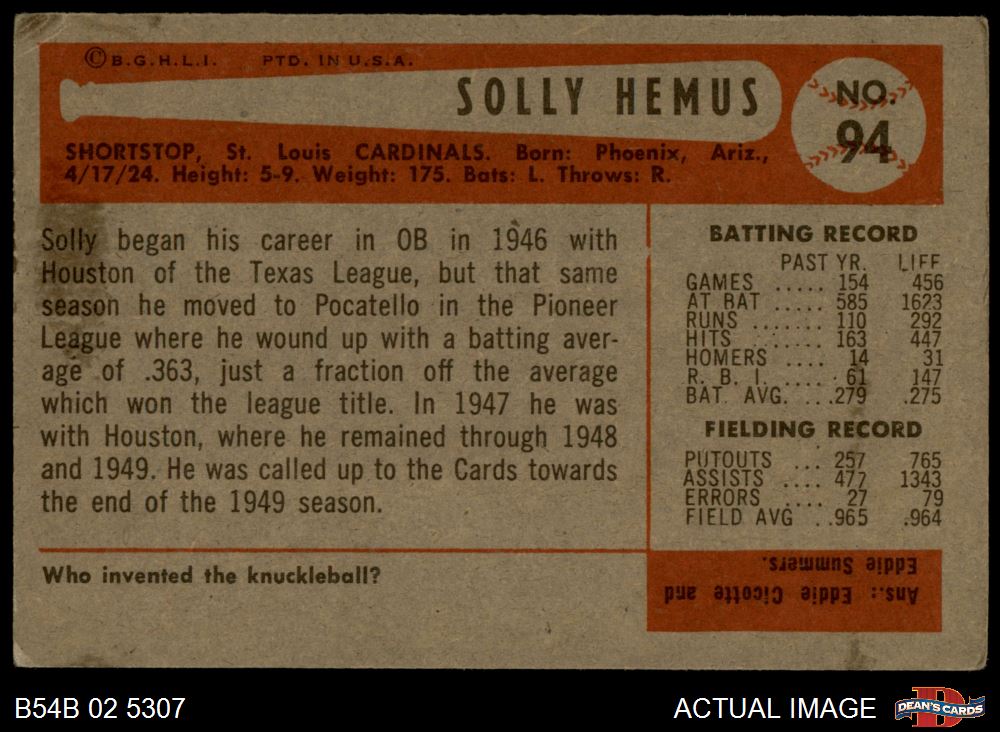 ©B.G.H.L.I. PTD. IN U.S.A.
SOLLY HEMUS
NO.
94
SHORTSTOP, St. Louis CARDINALS. Born: Phoenix, Ariz.,
4/17/24. Height: 5-9. Weight: 175. Bats: L. Throws: R.
Solly began his career in OB in 1946 with
Houston of the Texas League, but that same
season he moved to Pocatello in the Pioneer
League where he wound up with a batting aver-
age of .363, just a fraction off the average
which won the league title. In 1947 he was
with Houston, where he remained through 1948
and 1949. He was called up to the Cards towards
the end of the 1949 season.
BATTING RECORD
PAST YR. LIFE
GAMES ..... 154 456
AT BAT ..... 585 1623
RUNS ....... 110 292
HITS ....... 163 447
HOMERS .... 14 31
R. B. I. ..... 61 147
BAT. AVG. ...279 .275
FIELDING RECORD
PUTOUTS ... 257 765
ASSISTS .... 477 1343
ERRORS .... 27 79
FIELD AVG ..965 .964
Who invented the knuckleball?
Ans.: Eddie Cicotte and
Eddie Summers.
B54B 02 5307
ACTUAL IMAGE
D
DEAN'S CARDS